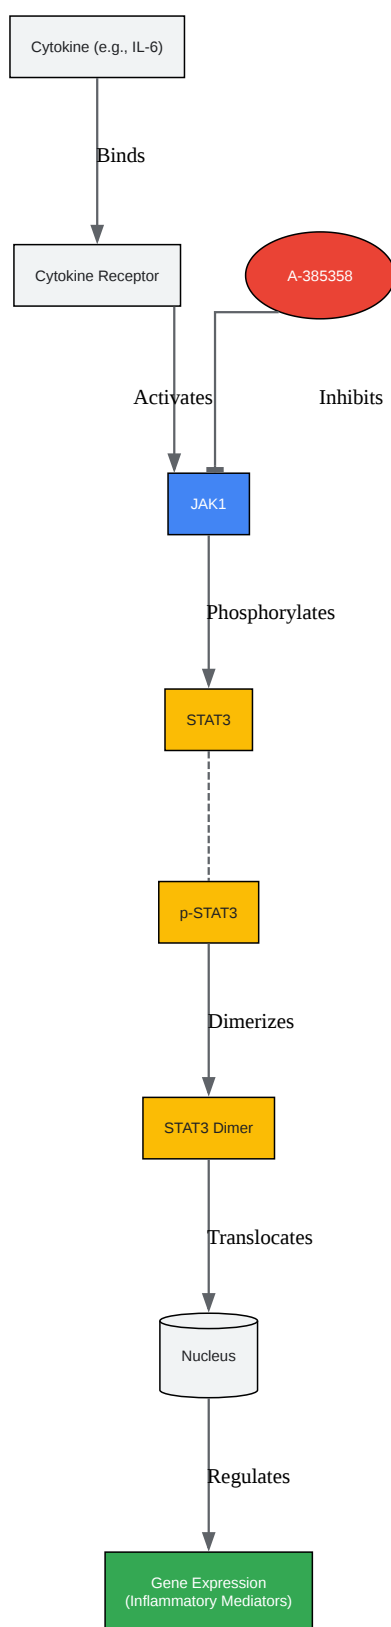 Cytokine (e.g., IL-6)
Binds
Cytokine Receptor
A-385358
Activates
Inhibits
JAK1
Phosphorylates
STAT3
p-STAT3
Dimerizes
STAT3 Dimer
Translocates
Nucleus
Regulates
Gene Expression
(Inflammatory Mediators)